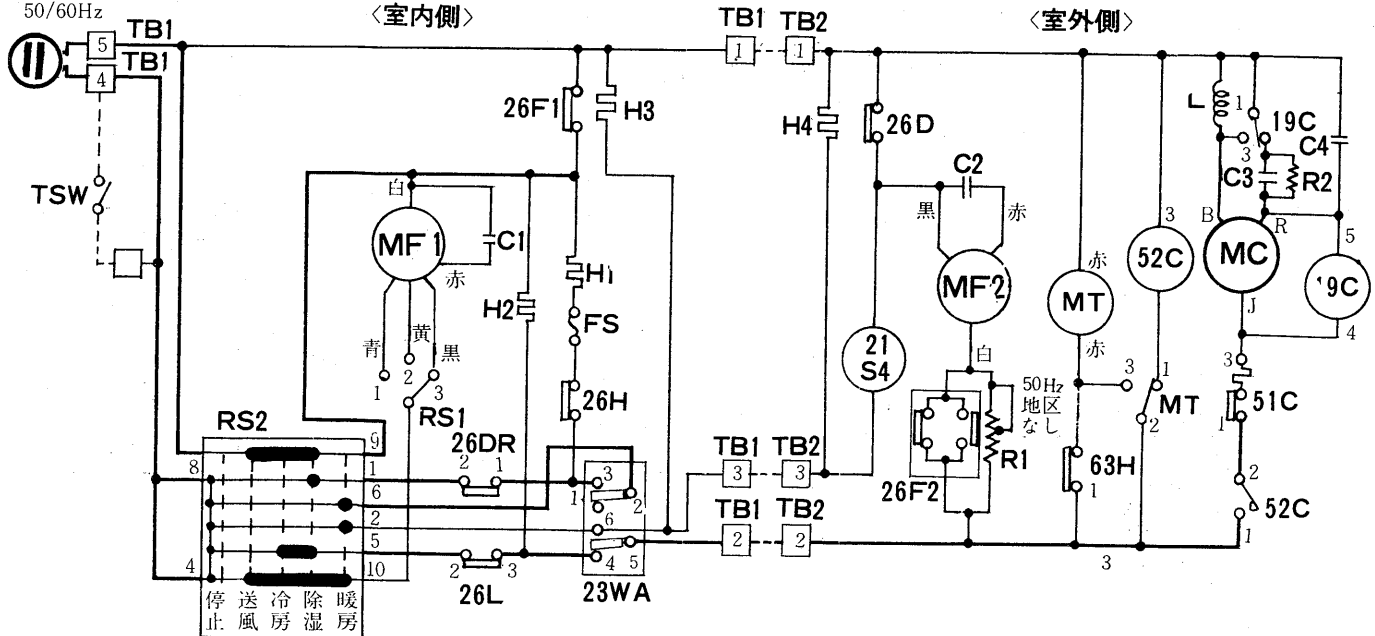 50/60Hz
〈室内側〉
〈室外側〉
5 TB1
4 TB1
TSW
26F1
H3
白
MF1
C1
赤
H2
H1
FS
26H
青 黄 黒
1 2 3
RS1
RS2
26DR
9
8 1
6
2
5
4 10
2 1
26L
2 3
3
1 2
6
4 5
23WA
停止 送風 冷房 除湿 暖房
TB1 TB2
1 1
TB1 TB2
3 3
TB1 TB2
2 2
H4
26D
C2
黒 赤
MF2
白
21
S4
26F2
R1
50Hz
地区
なし
赤
MT
赤
63H
1
3
52C
3 1
2
MT
3
L
1
3
19C
C4
C3
R2
B R
MC
J
5
19C
4
3
51C
1
2
52C
1